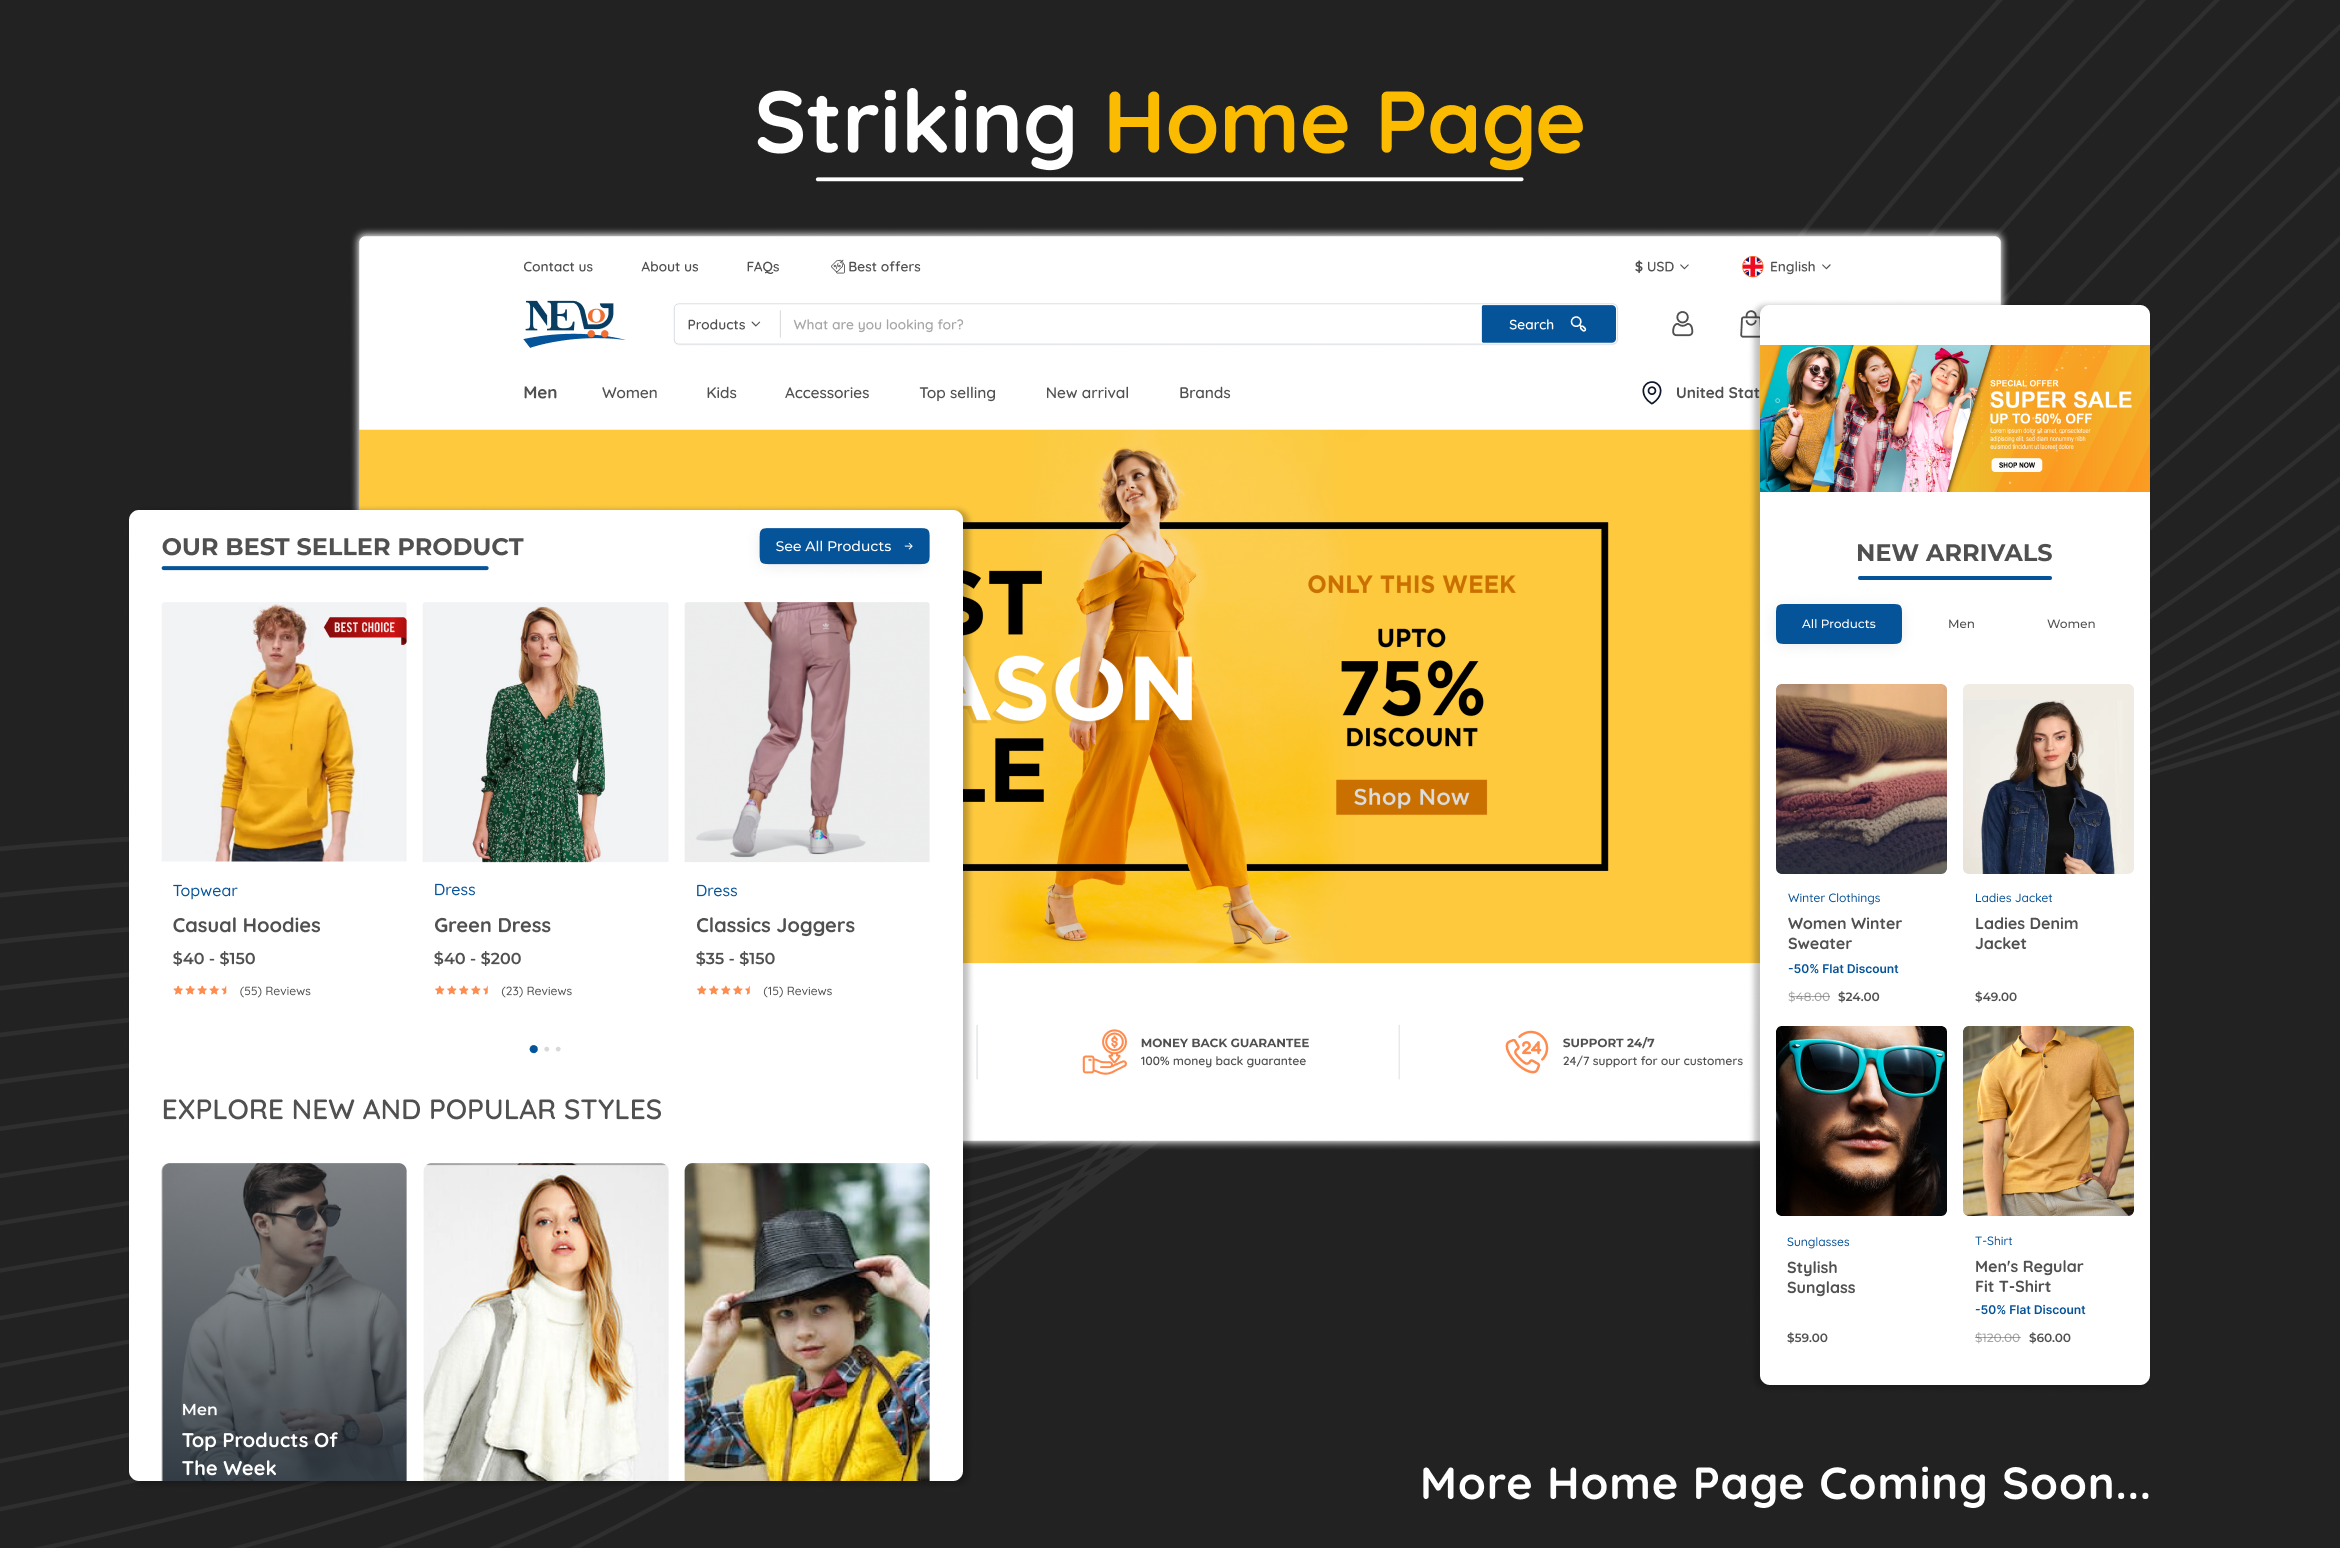 Striking Home Page
Contact us
About us
FAQs
Best offers
$ USD
English
NEW
Products
What are you looking for?
Search
Men
Women
Kids
Accessories
Top selling
New arrival
Brands
United Stat
ST
ASON
LE
ONLY THIS WEEK
UPTO
75%
DISCOUNT
Shop Now
MONEY BACK GUARANTEE
100% money back guarantee
24
SUPPORT 24/7
24/7 support for our customers
OUR BEST SELLER PRODUCT
See All Products
BEST CHOICE
Topwear
Casual Hoodies
$40 - $150
(55) Reviews
Dress
Green Dress
$40 - $200
(23) Reviews
Dress
Classics Joggers
$35 - $150
(15) Reviews
EXPLORE NEW AND POPULAR STYLES
Men
Top Products Of
The Week
SPECIAL OFFER
SUPER SALE
UP TO 50% OFF
SHOP NOW
NEW ARRIVALS
All Products
Men
Women
Winter Clothings
Women Winter
Sweater
-50% Flat Discount
$48.00 $24.00
Ladies Jacket
Ladies Denim
Jacket
$49.00
Sunglasses
Stylish
Sunglass
$59.00
T-Shirt
Men's Regular
Fit T-Shirt
-50% Flat Discount
$120.00 $60.00
More Home Page Coming Soon...